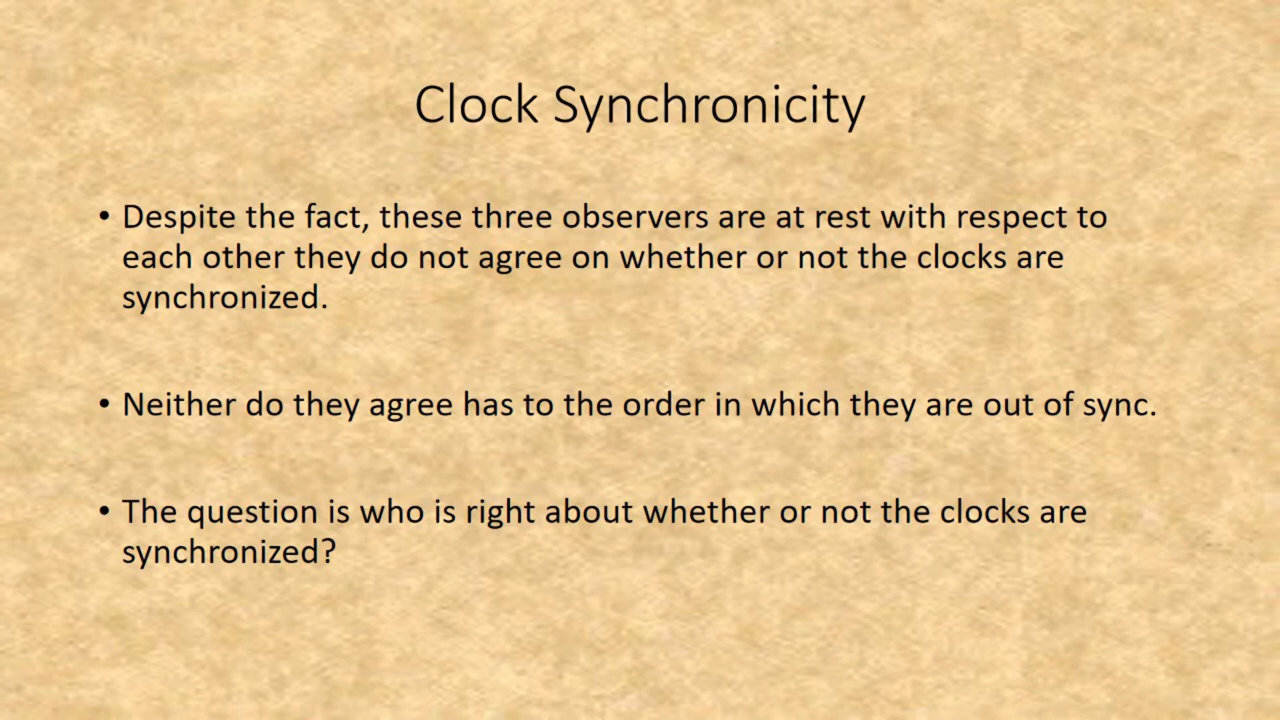 Clock Synchronicity
• Despite the fact, these three observers are at rest with respect to
each other they do not agree on whether or not the clocks are
synchronized.
• Neither do they agree has to the order in which they are out of sync.
• The question is who is right about whether or not the clocks are
synchronized?